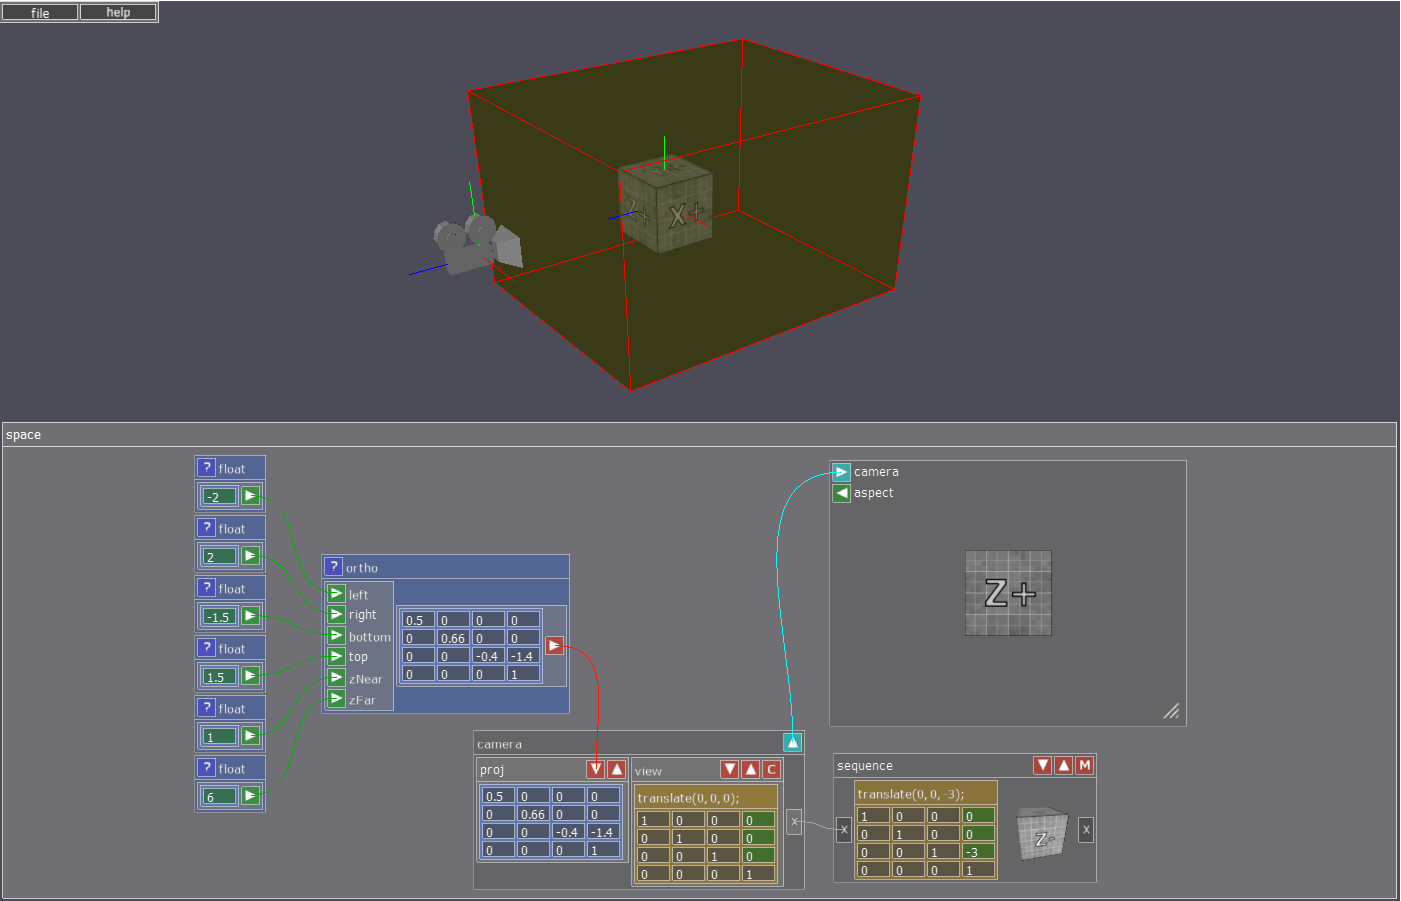 file help
Z+ X+
space
? float
-2
? float
2
? float
-1.5
? float
1.5
? float
1
? float
6
? ortho
left
right
bottom
top
zNear
zFar
0.5 0 0 0
0 0.66 0 0
0 0 -0.4 -1.4
0 0 0 1
camera
aspect
Z+
camera
proj
0.5 0 0 0
0 0.66 0 0
0 0 -0.4 -1.4
0 0 0 1
view C
translate(0, 0, 0);
1 0 0 0
0 1 0 0
0 0 1 0
0 0 0 1
x
sequence M
x
translate(0, 0, -3);
1 0 0 0
0 1 0 0
0 0 1 -3
0 0 0 1
Z-
x